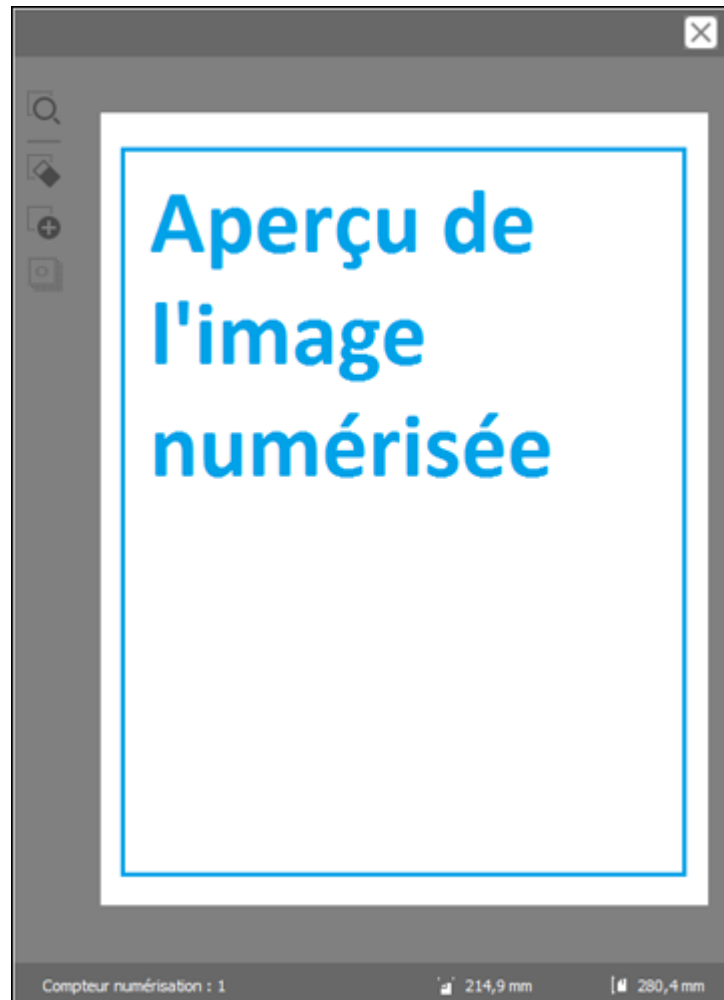 Aperçu de
l'image
numérisée
Compteur numérisation : 1 214,9 mm 280,4 mm